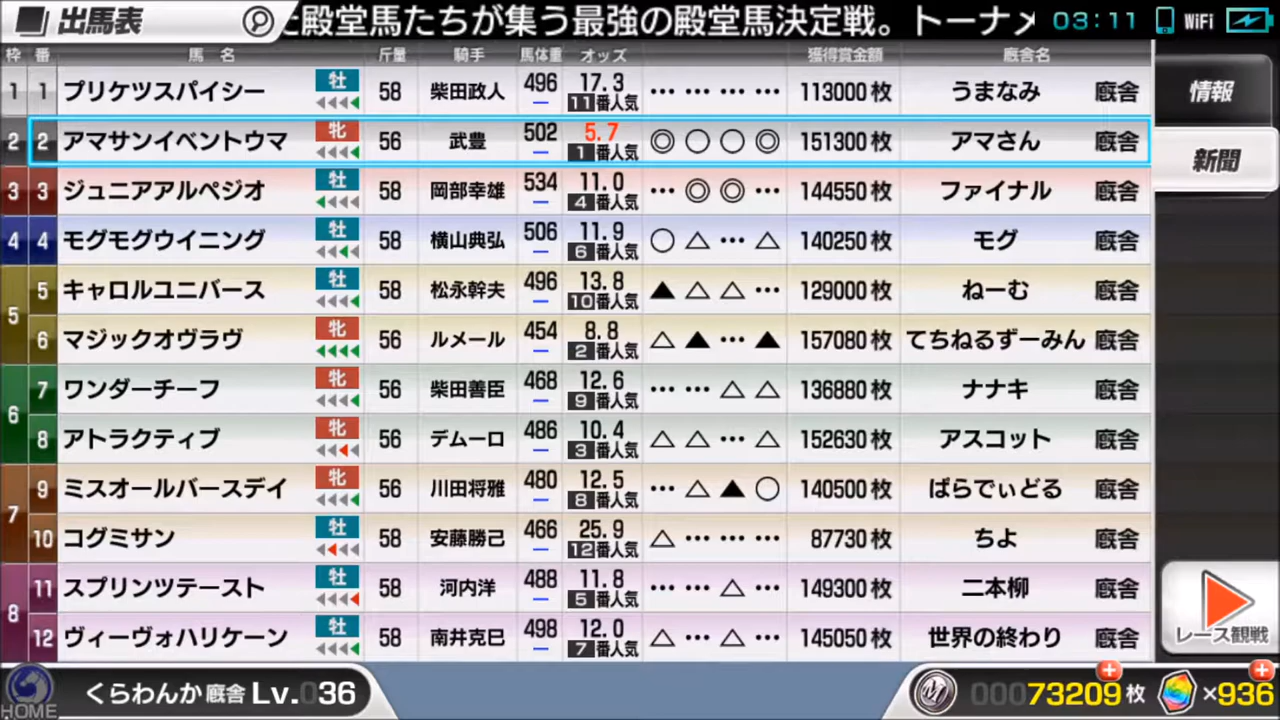 出馬表
た殿堂馬たちが集う最強の殿堂馬決定戦。トーナメ
03:11 WiFi
枠 番 馬 名 斤量 騎手 馬体重 オッズ 獲得賞金額 厩舎名
1 1 プリケツスパイシー 牡 58 柴田政人 496 17.3 11番人気 … … … … 113000枚 うまなみ 厩舎
2 2 アマサンイベントウマ 牝 56 武豊 502 5.7 1番人気 ◎ ○ ○ ◎ 151300枚 アマさん 厩舎
3 3 ジュニアアルペジオ 牡 58 岡部幸雄 534 11.0 4番人気 … ◎ ◎ … 144550枚 ファイナル 厩舎
4 4 モグモグウイニング 牡 58 横山典弘 506 11.9 6番人気 ○ △ … △ 140250枚 モグ 厩舎
5 5 キャロルユニバース 牡 58 松永幹夫 496 13.8 10番人気 ▲ △ △ … 129000枚 ねーむ 厩舎
6 マジックオヴラヴ 牝 56 ルメール 454 8.8 2番人気 △ ▲ … ▲ 157080枚 てちねるずーみん 厩舎
6 7 ワンダーチーフ 牝 56 柴田善臣 468 12.6 9番人気 … … △ △ 136880枚 ナナキ 厩舎
8 アトラクティブ 牝 56 デムーロ 486 10.4 3番人気 △ △ … △ 152630枚 アスコット 厩舎
7 9 ミスオールバースデイ 牝 56 川田将雅 480 12.5 8番人気 … △ ▲ ○ 140500枚 ぱらでぃどる 厩舎
10 コグミサン 牡 58 安藤勝己 466 25.9 12番人気 △ … … … 87730枚 ちよ 厩舎
8 11 スプリンツテースト 牡 58 河内洋 488 11.8 5番人気 … … △ … 149300枚 二本柳 厩舎
12 ヴィーヴォハリケーン 牡 58 南井克巳 498 12.0 7番人気 △ … △ … 145050枚 世界の終わり 厩舎
情報
新聞
レース観戦
HOME くらわんか 厩舎 Lv.036
M 00073209枚 ×936